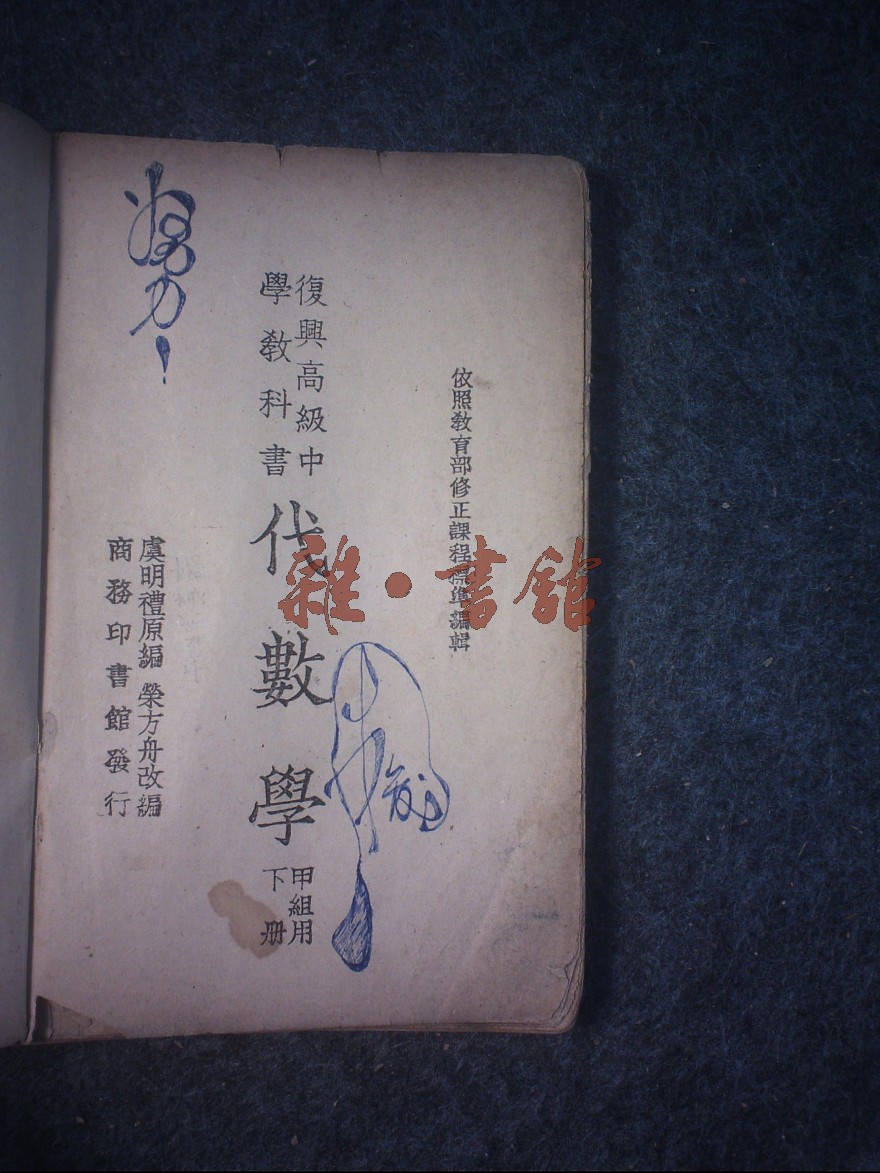 依照教育部修正課程標準編輯
復興高級中
學教科書
代數學
甲組用
下册
虞明禮原編 榮方舟改編
商務印書館發行
努力!
雜·書館